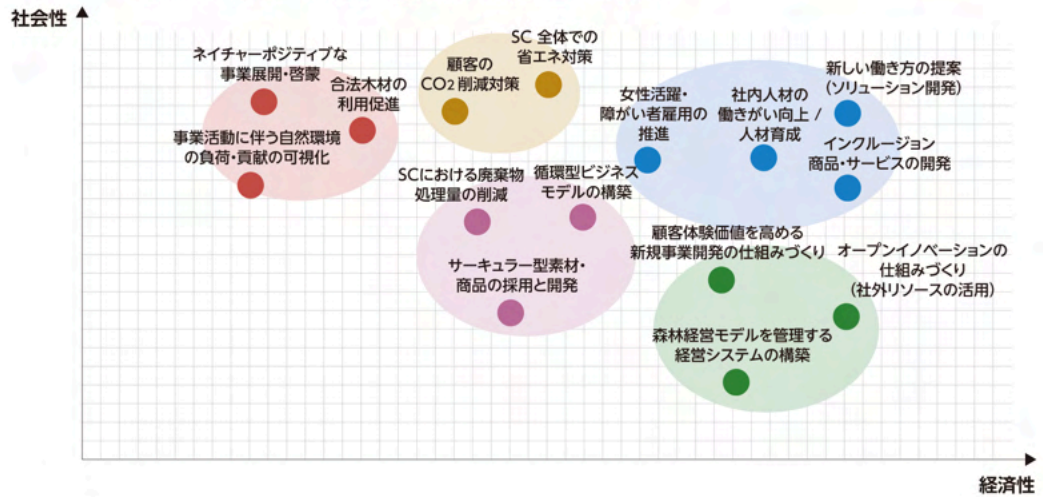 社会性
ネイチャーポジティブな
事業展開・啓蒙
合法木材の
利用促進
事業活動に伴う自然環境
の負荷・貢献の可視化
顧客の
CO2 削減対策
SC 全体での
省エネ対策
女性活躍・
障がい者雇用の
推進
社内人材の
働きがい向上 /
人材育成
新しい働き方の提案
(ソリューション開発)
インクルージョン
商品・サービスの開発
SCにおける廃棄物
処理量の削減
循環型ビジネス
モデルの構築
サーキュラー型素材・
商品の採用と開発
顧客体験価値を高める
新規事業開発の仕組みづくり
オープンイノベーションの
仕組みづくり
(社外リソースの活用)
森林経営モデルを管理する
経営システムの構築
経済性